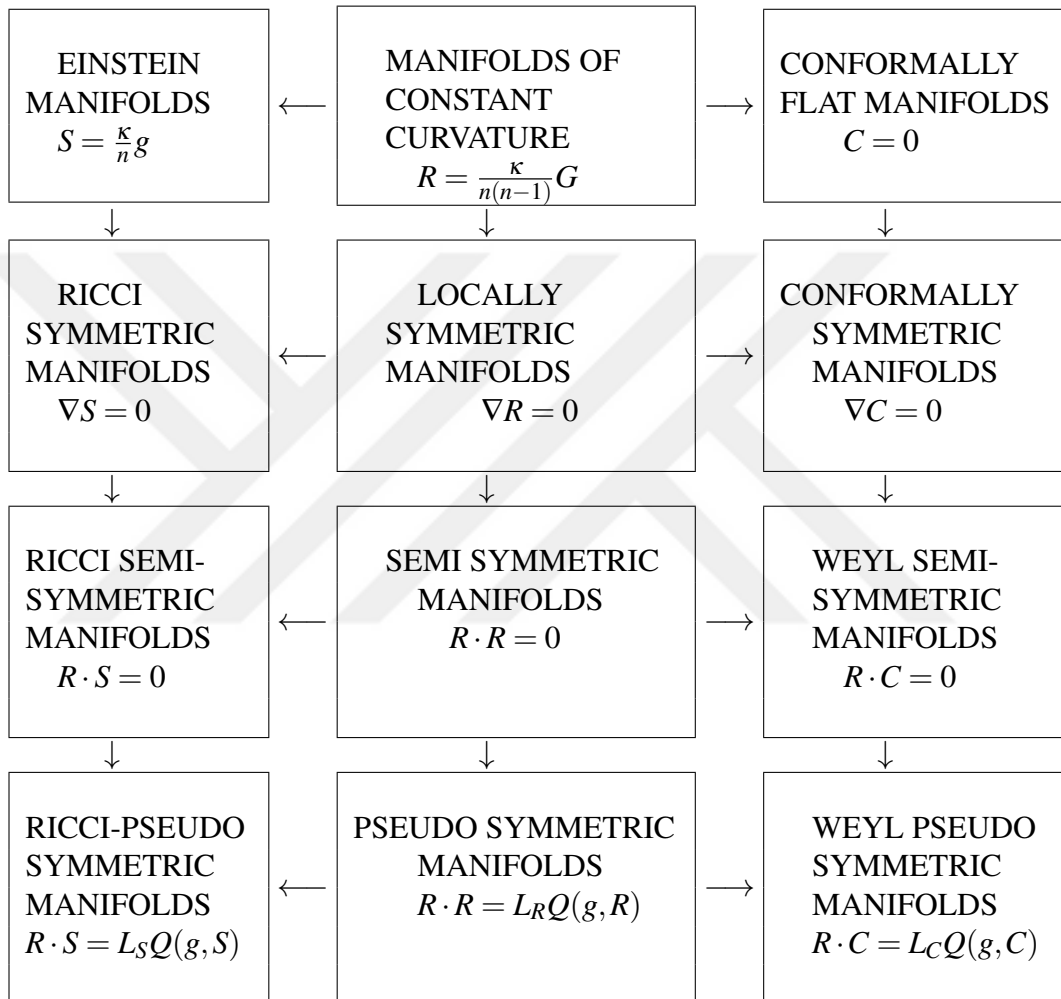 EINSTEIN
MANIFOLDS
S = \frac{κ}{n} g
←
MANIFOLDS OF
CONSTANT
CURVATURE
R = \frac{κ}{n(n−1)} G
→
CONFORMALLY
FLAT MANIFOLDS
C = 0
↓ ↓ ↓
RICCI
SYMMETRIC
MANIFOLDS
∇S = 0
←
LOCALLY
SYMMETRIC
MANIFOLDS
∇R = 0
→
CONFORMALLY
SYMMETRIC
MANIFOLDS
∇C = 0
↓ ↓ ↓
RICCI SEMI-
SYMMETRIC
MANIFOLDS
R · S = 0
←
SEMI SYMMETRIC
MANIFOLDS
R · R = 0
→
WEYL SEMI-
SYMMETRIC
MANIFOLDS
R · C = 0
↓ ↓ ↓
RICCI-PSEUDO
SYMMETRIC
MANIFOLDS
R · S = L_S Q(g, S)
←
PSEUDO SYMMETRIC
MANIFOLDS
R · R = L_R Q(g, R)
→
WEYL PSEUDO
SYMMETRIC
MANIFOLDS
R · C = L_C Q(g, C)